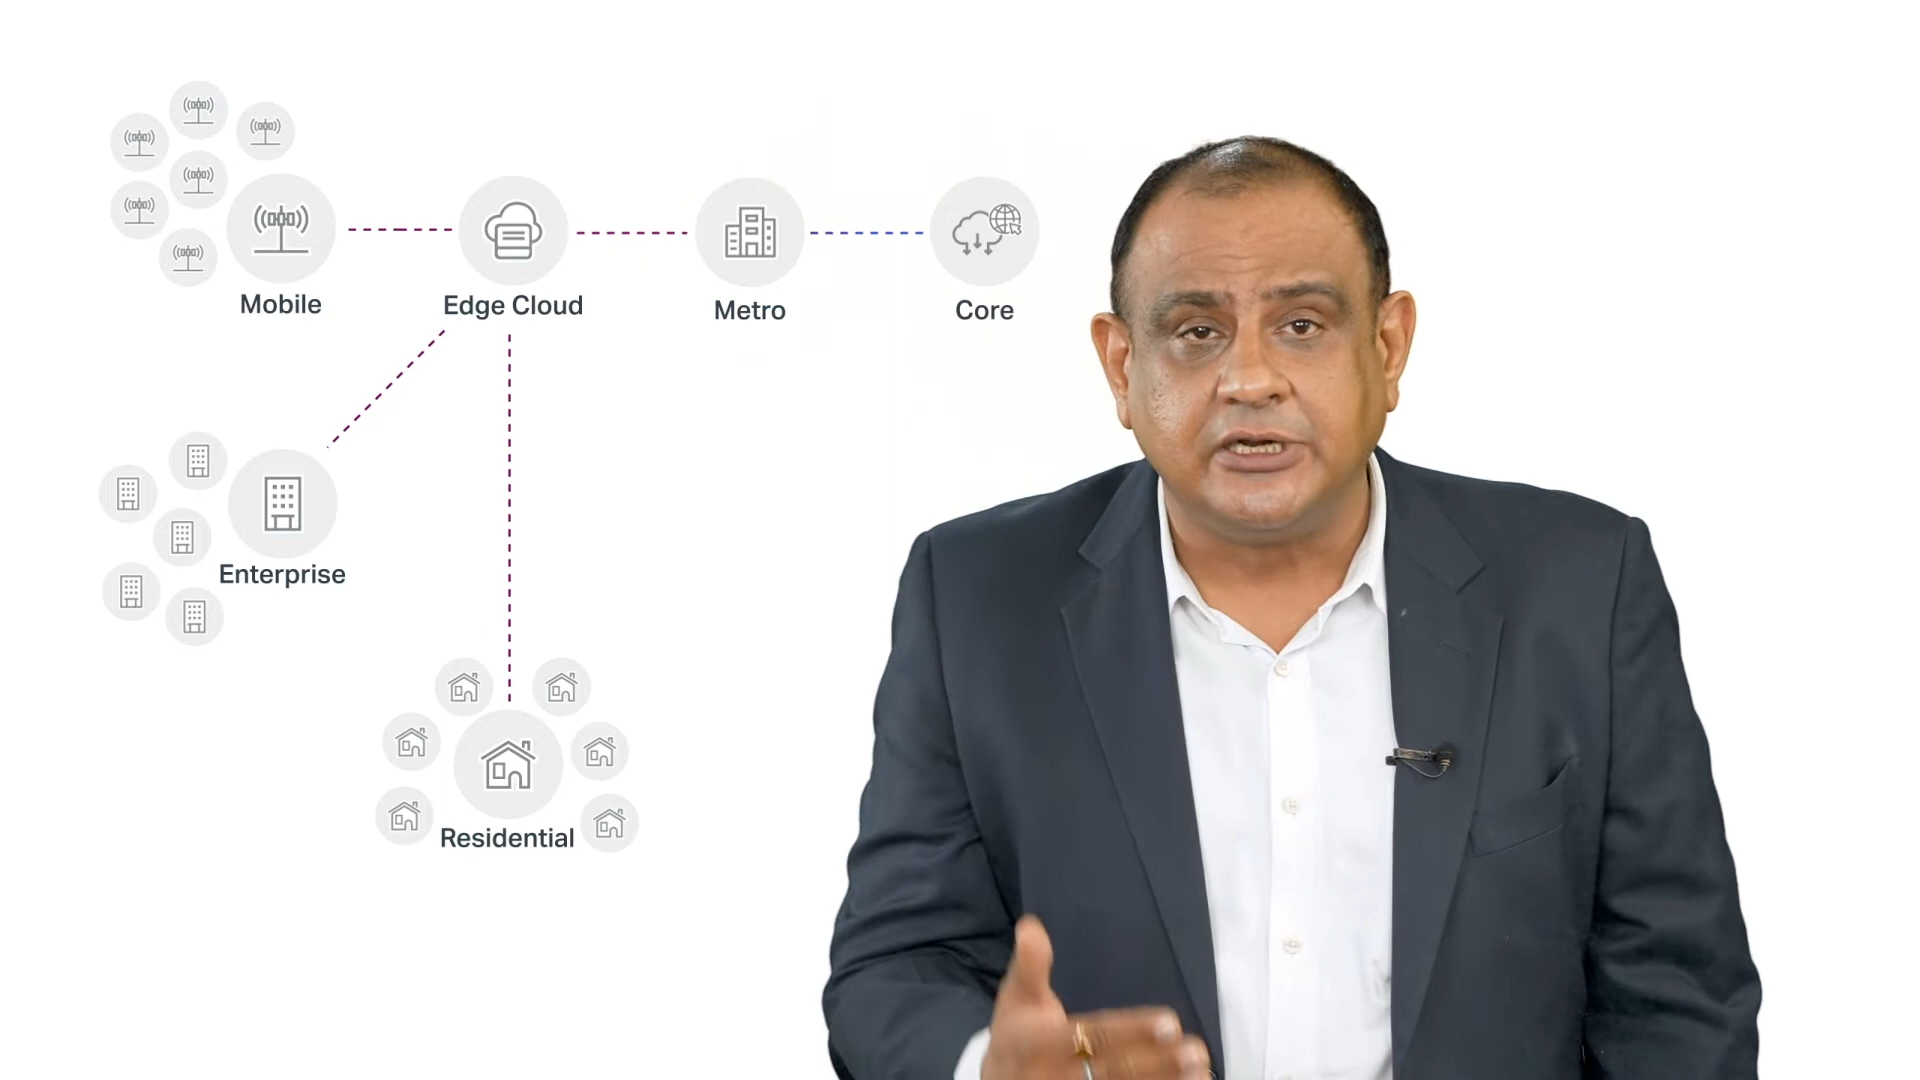 Mobile
Edge Cloud
Metro
Core
Enterprise
Residential